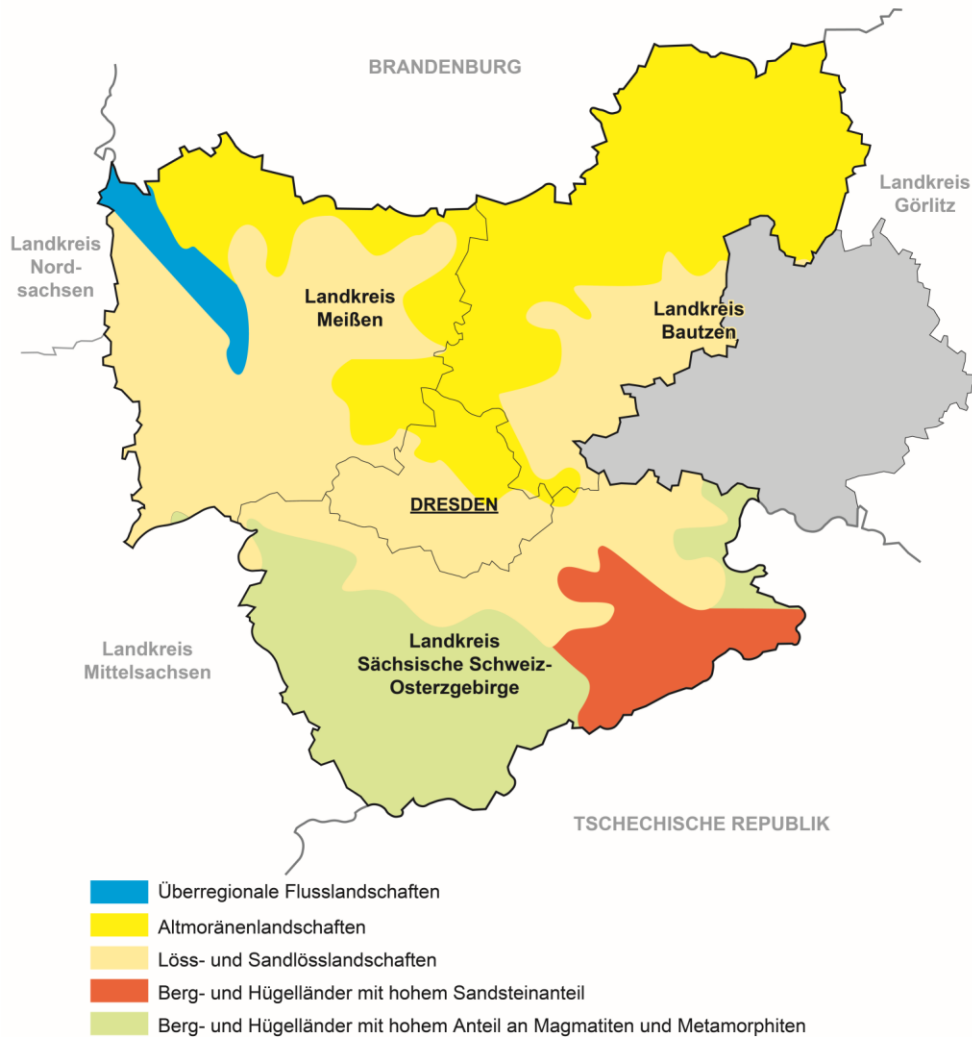 BRANDENBURG
Landkreis
Görlitz
Landkreis
Nord-
sachsen
Landkreis
Meißen
Landkreis
Bautzen
DRESDEN
Landkreis
Mittelsachsen
Landkreis
Sächsische Schweiz-
Osterzgebirge
TSCHECHISCHE REPUBLIK
Überregionale Flusslandschaften
Altmoränenlandschaften
Löss- und Sandlösslandschaften
Berg- und Hügelländer mit hohem Sandsteinanteil
Berg- und Hügelländer mit hohem Anteil an Magmatiten und Metamorphiten